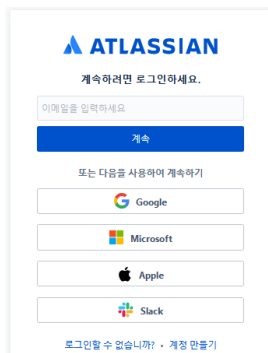 ATLASSIAN
계속하려면 로그인하세요.
이메일을 입력하세요
계속
또는 다음을 사용하여 계속하기
Google
Microsoft
Apple
Slack
로그인할 수 없습니까? • 계정 만들기